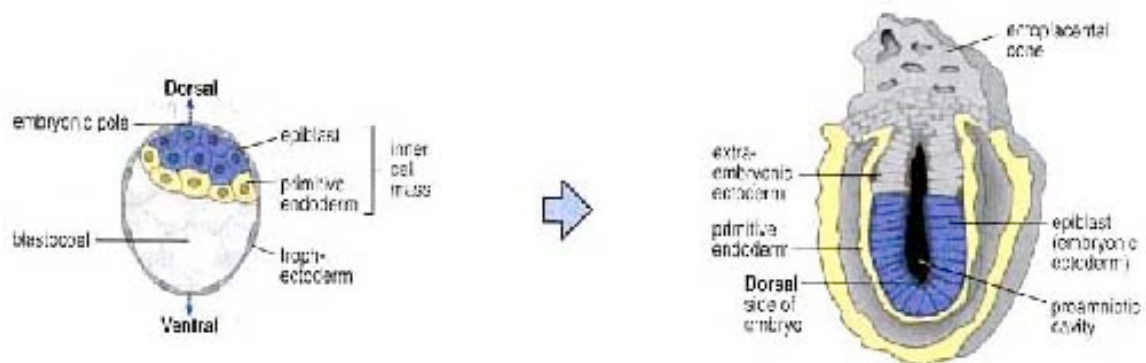 Dorsal
embryonic pole
epiblast
inner
cell
mass
primitive
endoderm
blastocoel
troph-
ectoderm
Ventral
ectoplacental
cone
extra-
embryonic
ectoderm
primitive
endoderm
Dorsal
side of
embryo
epiblast
(embryonic
ectoderm)
proamniotic
cavity